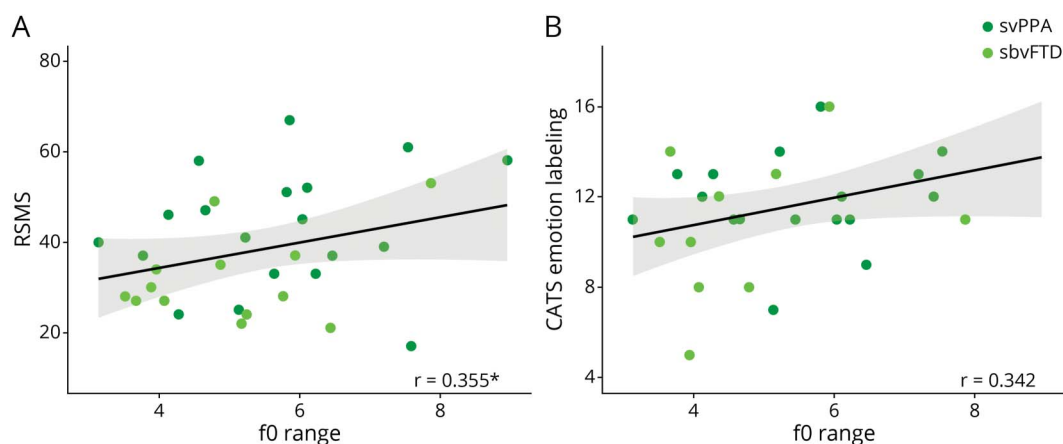 A
RSMS
80
60
40
20
4
6
8
f0 range
r = 0.355*
B
svPPA
sbvFTD
CATS emotion labeling
16
12
8
4
4
6
8
f0 range
r = 0.342